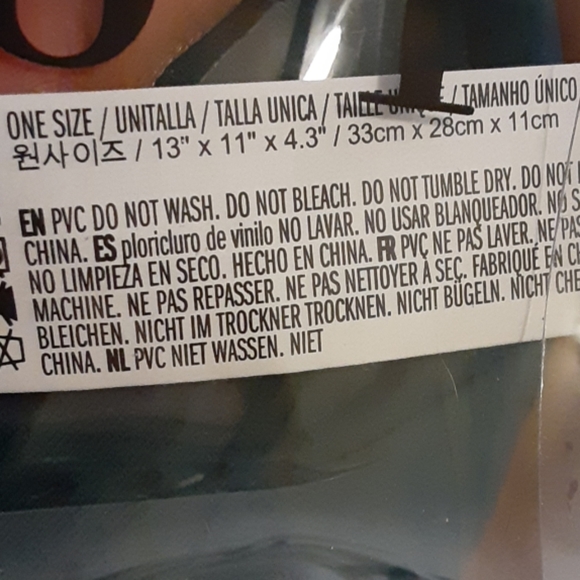 ONE SIZE / UNITALLA / TALLA UNICA / TAILLE / TAMANHO ÚNICO
원사이즈 / 13" x 11" x 4.3" / 33cm x 28cm x 11cm
EN PVC DO NOT WASH. DO NOT BLEACH. DO NOT TUMBLE DRY. DO NOT
CHINA. ES ploricluro de vinilo NO LAVAR. NO USAR BLANQUEADOR. NO S
NO LIMPIEZA EN SECO. HECHO EN CHINA. FR PVC NE PAS LAVER. NE PAS
MACHINE. NE PAS REPASSER. NE PAS NETTOYER À SEC. FABRIQUÉ EN CH
BLEICHEN. NICHT IM TROCKNER TROCKNEN. NICHT BÜGELN. NICHT CHE
CHINA. NL PVC NIET WASSEN. NIET